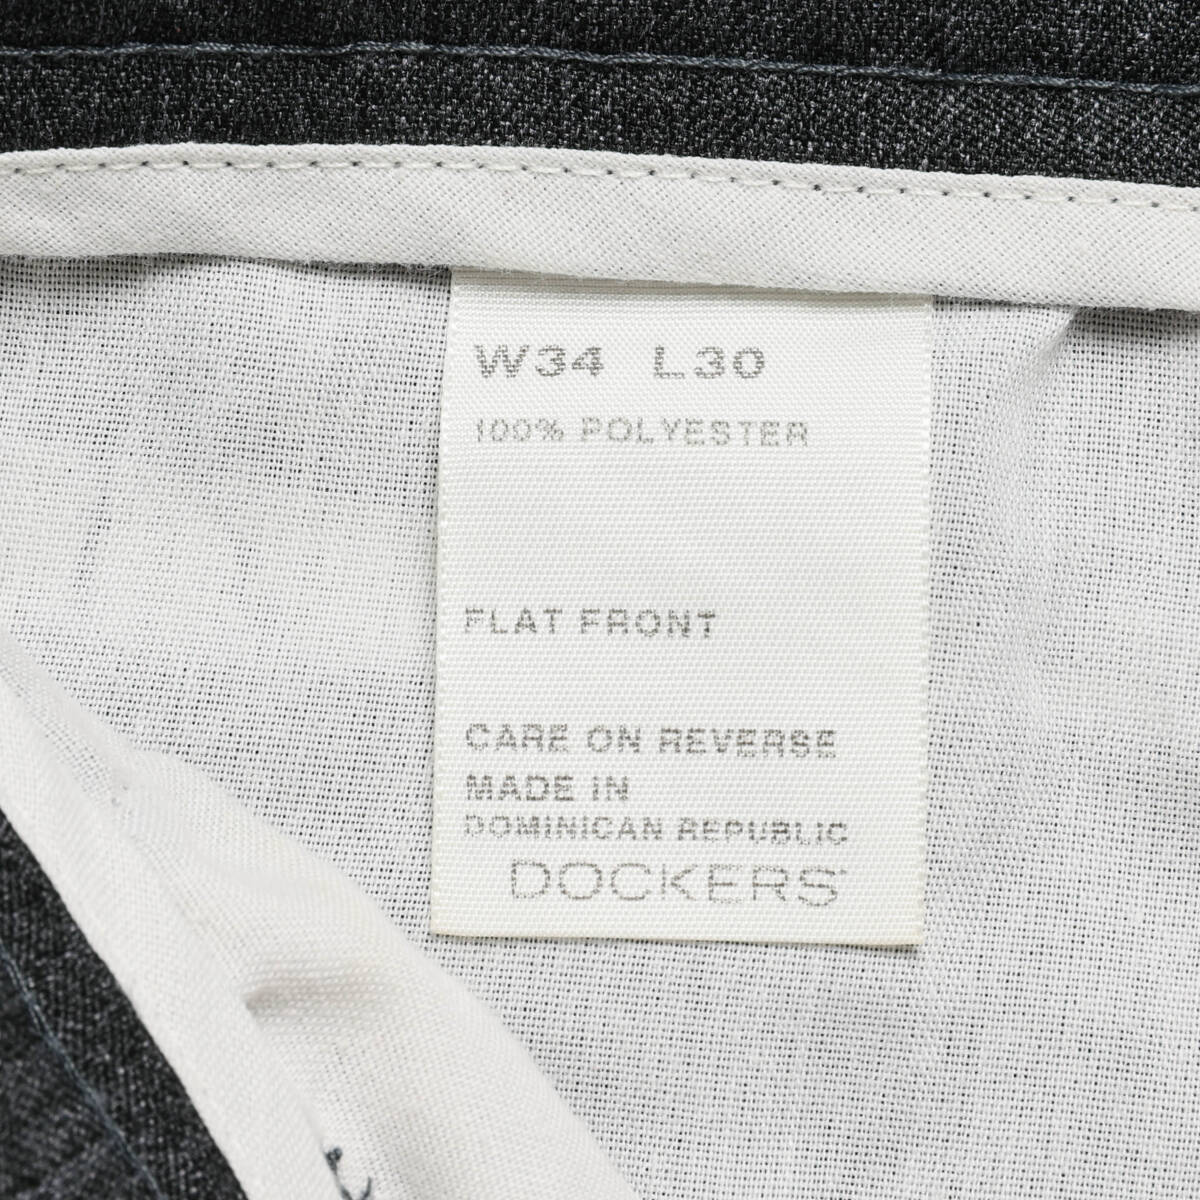 W34 L30
100% POLYESTER
FLAT FRONT
CARE ON REVERSE
MADE IN
DOMINICAN REPUBLIC
DOCKERS®